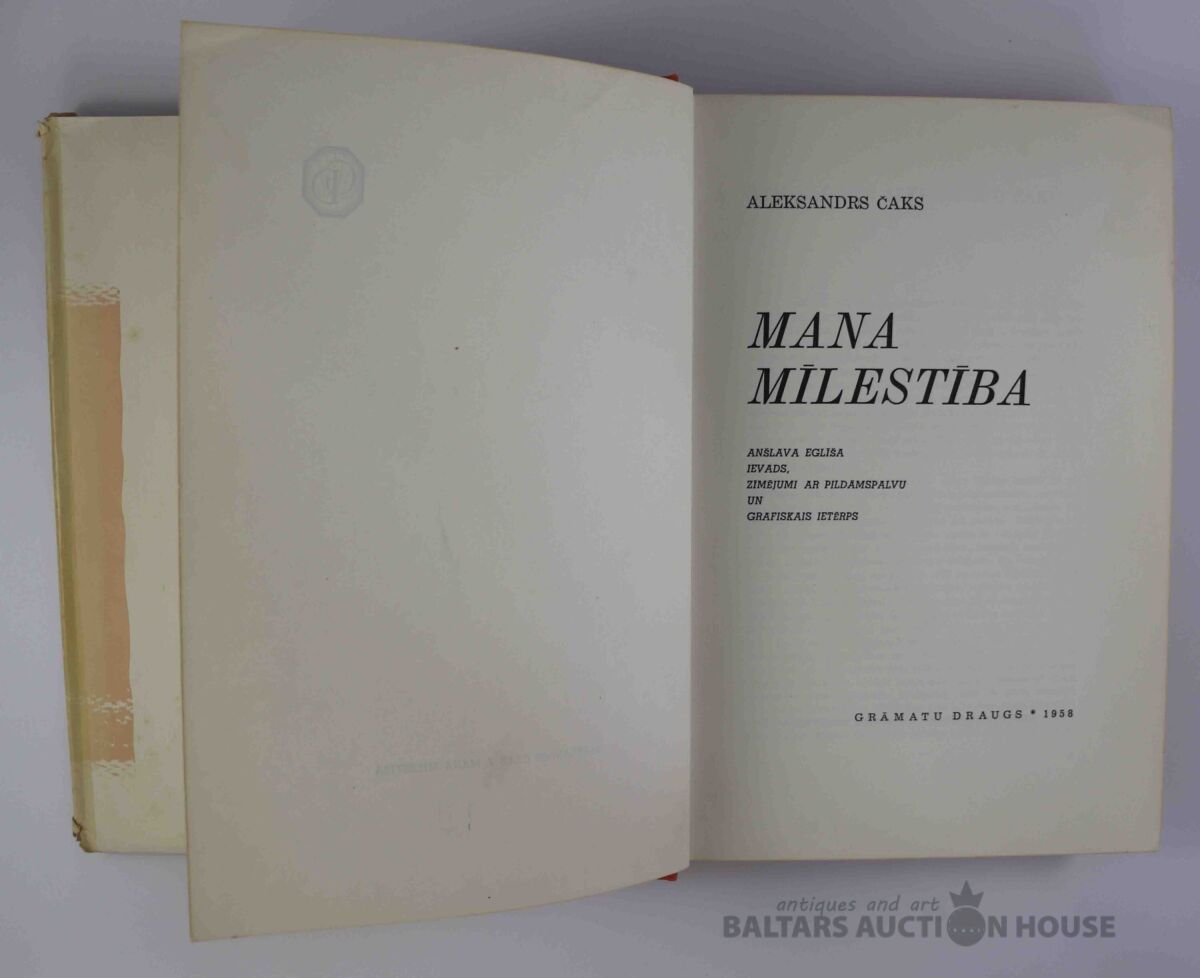 ALEKSANDRS ČAKS
MANA
MĪLESTĪBA
ANŠLAVA EGLĪŠA
IEVADS,
ZĪMĒJUMI AR PILDĀMSPALVU
UN
GRAFISKAIS IETĒRPS
GRĀMATU DRAUGS * 1958
antiques and art
BALTARS AUCTION HOUSE